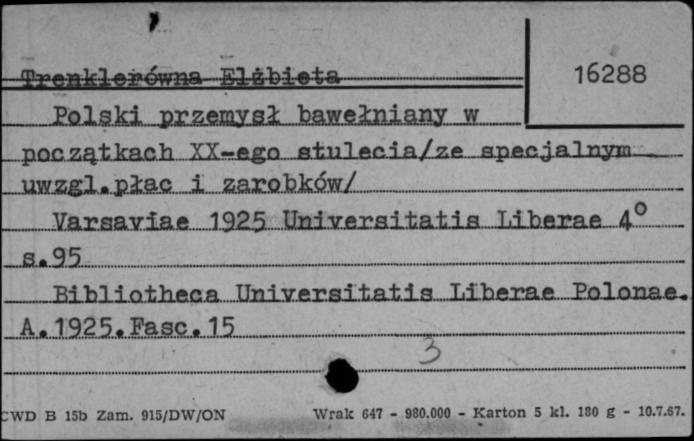 Trenklerówna Elżbieta
16288
Polski przemysł bawełniany w
początkach XX-ego stulecia/ze specjalnym
uwzgl.płac i zarobków/
Varsaviae 1925 Universitatis Liberae 4°
s.95
Bibliotheca Universitatis Liberae Polonae.
A.1925.Fasc.15
3
CWD B 15b Zam. 915/DW/ON Wrak 647 - 980.000 - Karton 5 kl. 180 g - 10.7.67.